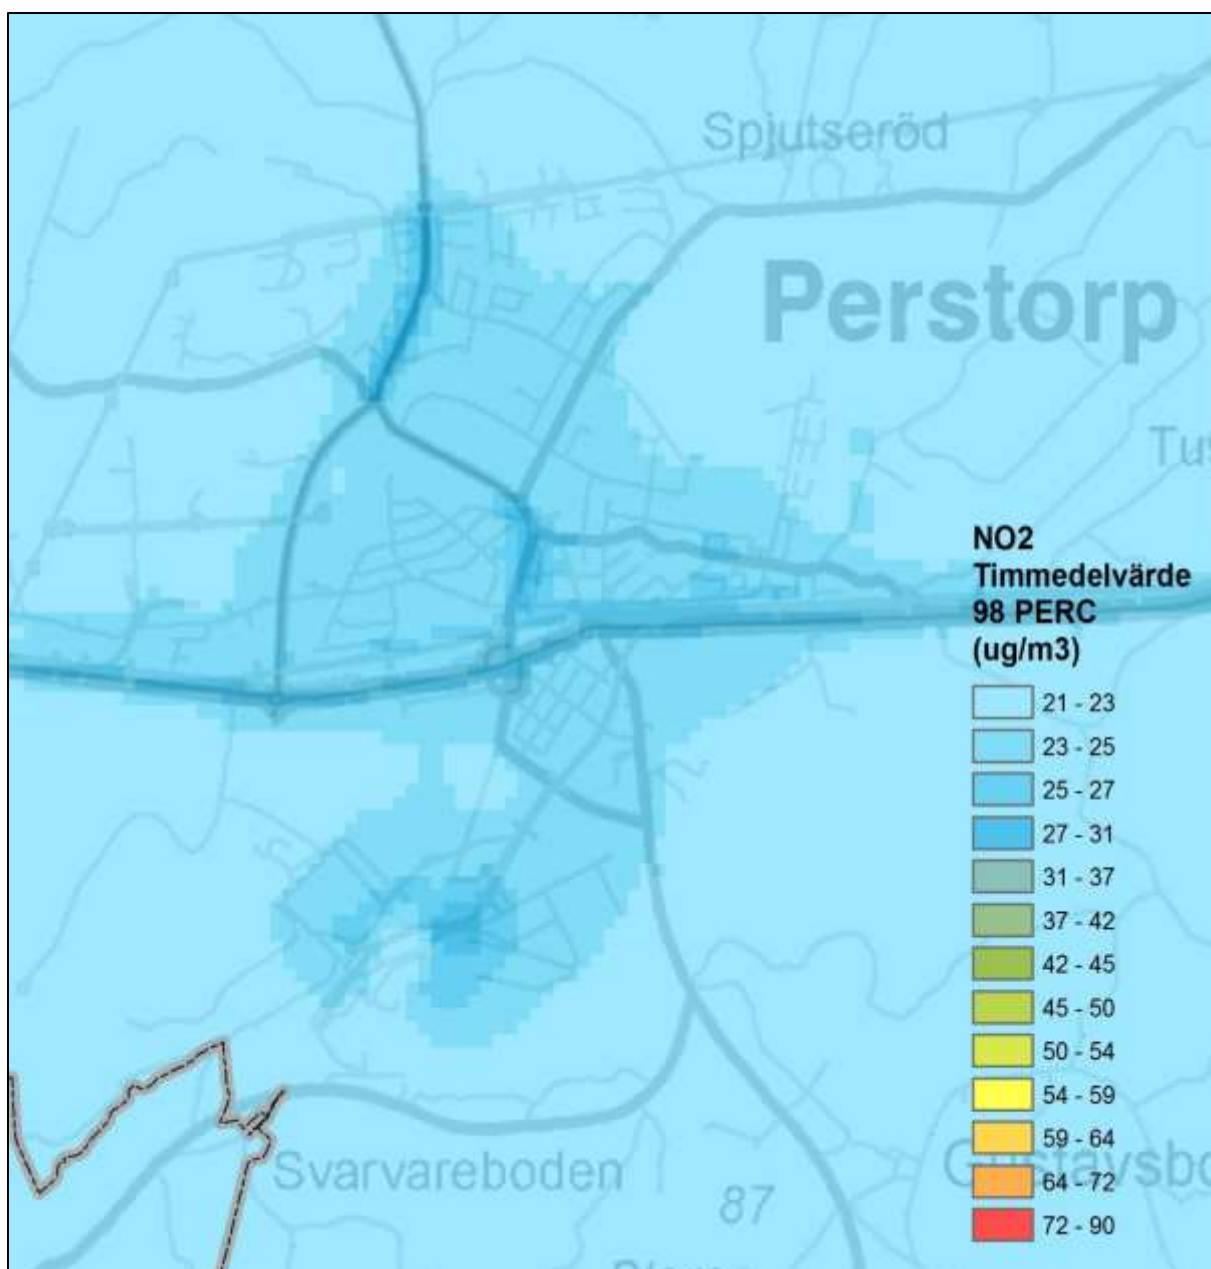 Spjutseröd
Perstorp
NO2
Timmedelvärde
98 PERC
(ug/m3)
21 - 23
23 - 25
25 - 27
27 - 31
31 - 37
37 - 42
42 - 45
45 - 50
50 - 54
54 - 59
59 - 64
64 - 72
72 - 90
Svarvareboden
87